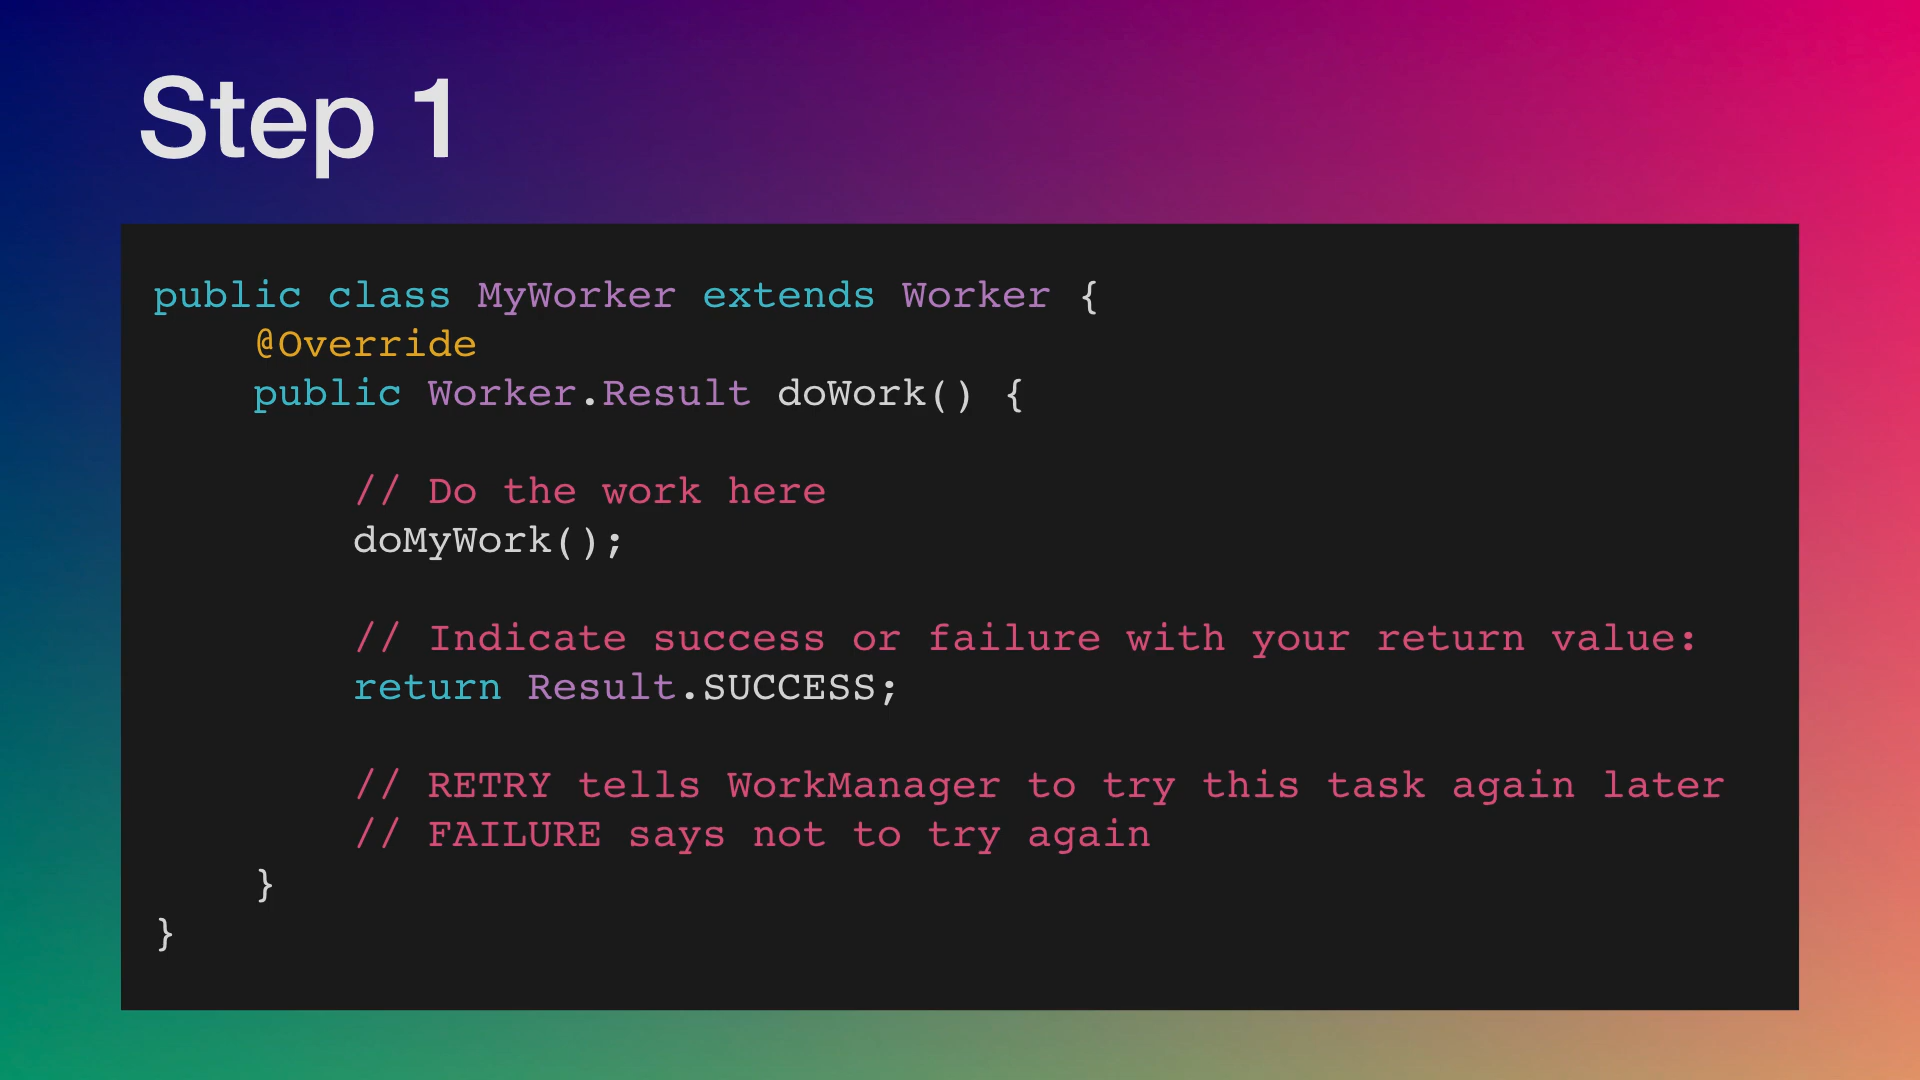 Step 1
public class MyWorker extends Worker {
@Override
public Worker.Result doWork() {
// Do the work here
doMyWork();
// Indicate success or failure with your return value:
return Result.SUCCESS;
// RETRY tells WorkManager to try this task again later
// FAILURE says not to try again
}
}